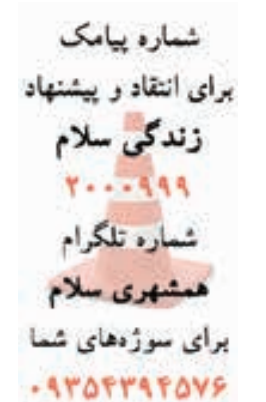 شماره پیامک
برای انتقاد و پیشنهاد
زندگی سلام
۲۰۰۰۹۹۹
شماره تلگرام
همشهری سلام
برای سوژه‌های شما
۰۹۳۵۴۳۹۴۵۷۶